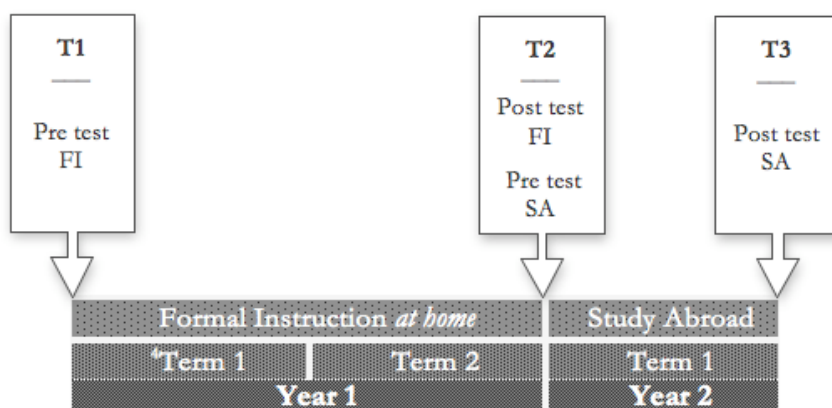 T1
Pre test
FI
T2
Post test
FI
Pre test
SA
T3
Post test
SA
Formal Instruction at home
Study Abroad
⁴Term 1
Term 2
Term 1
Year 1
Year 2